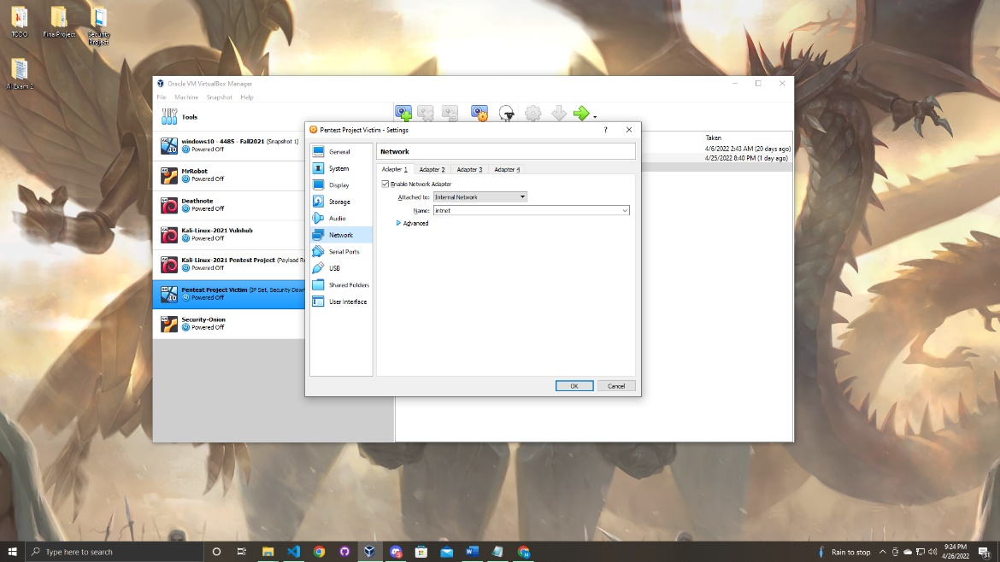 TODO
Final Project
Security
Project
AI Exam 2
Oracle VM VirtualBox Manager
File Machine Snapshot Help
Tools
windows10 - 4485 - Fall2021 (Snapshot 1)
Powered Off
MrRobot
Powered Off
Deathnote
Powered Off
Kali-Linux-2021 Vulnhub
Powered Off
Kali-Linux-2021 Pentest Project (Payload Re
Powered Off
Pentest Project Victim (IP Set, Security Down
Powered Off
Security-Onion
Powered Off
Taken
4/6/2022 2:43 AM (20 days ago)
4/25/2022 8:40 PM (1 day ago)
Pentest Project Victim - Settings
?
General
System
Display
Storage
Audio
Network
Serial Ports
USB
Shared Folders
User Interface
Network
Adapter 1 Adapter 2 Adapter 3 Adapter 4
Enable Network Adapter
Attached to: Internal Network
Name: intnet
Advanced
OK Cancel
Type here to search
Rain to stop
9:24 PM
4/26/2022